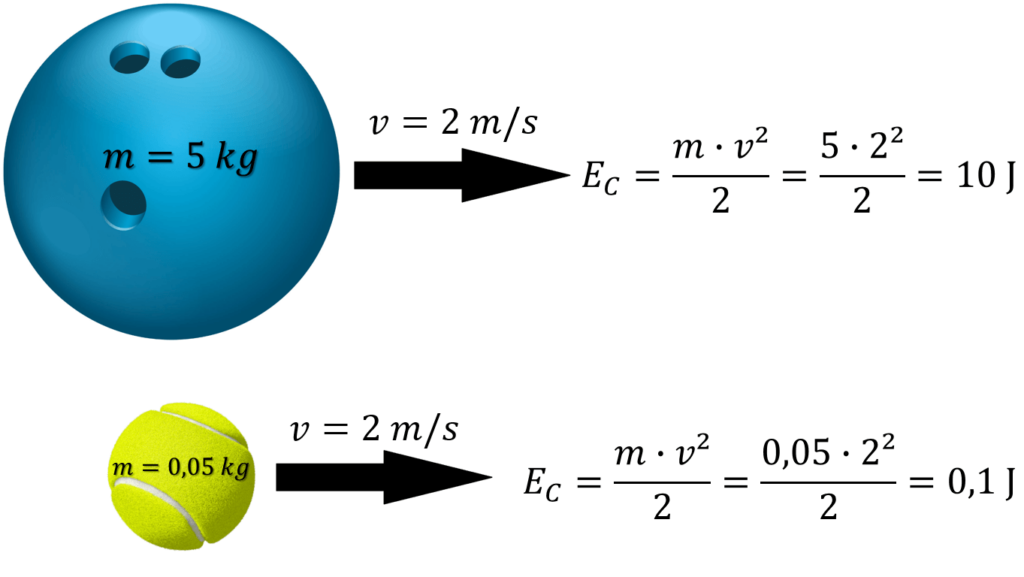 m = 5 kg
v = 2 m/s
E_C = (m · v²)/2 = (5 · 2²)/2 = 10 J
m = 0,05 kg
v = 2 m/s
E_C = (m · v²)/2 = (0,05 · 2²)/2 = 0,1 J